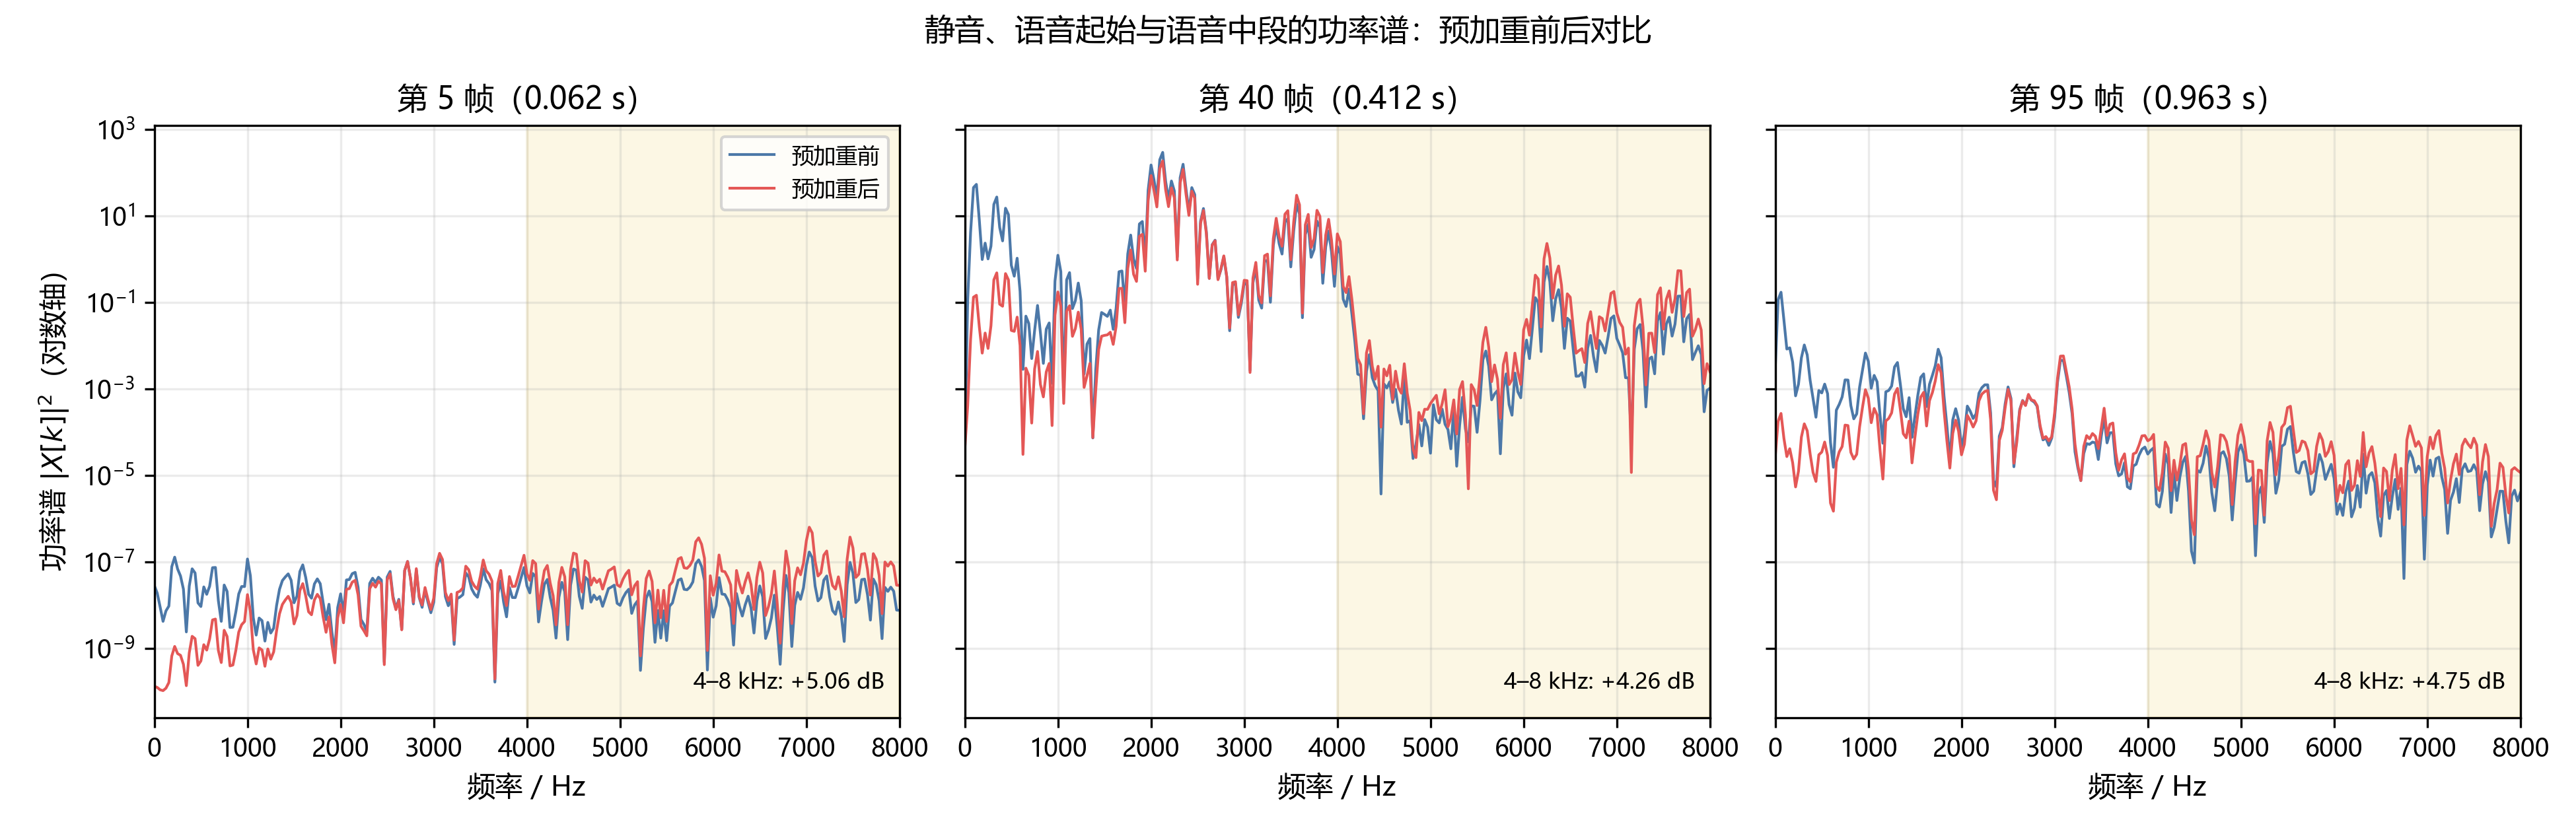 静音、语音起始与语音中段的功率谱：预加重前后对比
第 5 帧（0.062 s）
第 40 帧（0.412 s）
第 95 帧（0.963 s）
功率谱 |X[k]|²（对数轴）
10³
10¹
10⁻¹
10⁻³
10⁻⁵
10⁻⁷
10⁻⁹
预加重前
预加重后
4–8 kHz: +5.06 dB
4–8 kHz: +4.26 dB
4–8 kHz: +4.75 dB
0 1000 2000 3000 4000 5000 6000 7000 8000
0 1000 2000 3000 4000 5000 6000 7000 8000
0 1000 2000 3000 4000 5000 6000 7000 8000
频率 / Hz
频率 / Hz
频率 / Hz